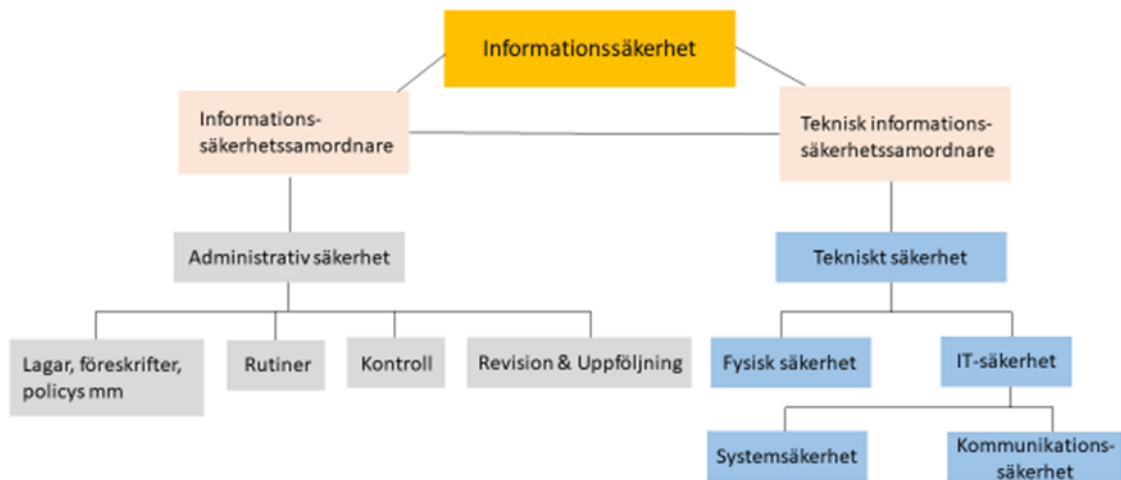 Informationssäkerhet
Informations-
säkerhetssamordnare
Teknisk informations-
säkerhetssamordnare
Administrativ säkerhet
Tekniskt säkerhet
Lagar, föreskrifter,
policys mm
Rutiner
Kontroll
Revision & Uppföljning
Fysisk säkerhet
IT-säkerhet
Systemsäkerhet
Kommunikations-
säkerhet